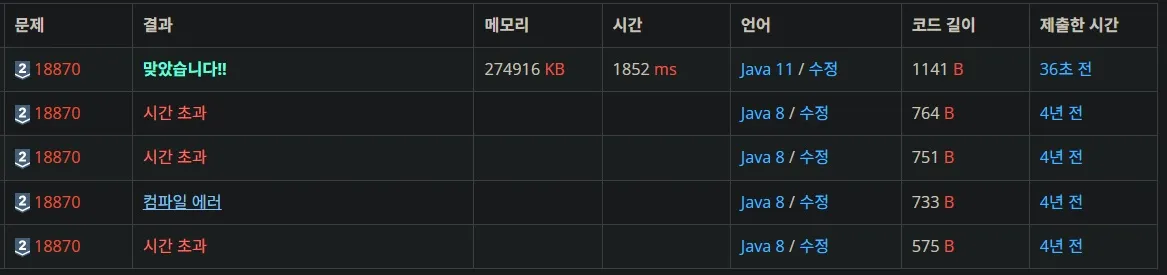 문제 결과 메모리 시간 언어 코드 길이 제출한 시간
2 18870 맞았습니다!! 274916 KB 1852 ms Java 11 / 수정 1141 B 36초 전
2 18870 시간 초과 Java 8 / 수정 764 B 4년 전
2 18870 시간 초과 Java 8 / 수정 751 B 4년 전
2 18870 컴파일 에러 Java 8 / 수정 733 B 4년 전
2 18870 시간 초과 Java 8 / 수정 575 B 4년 전